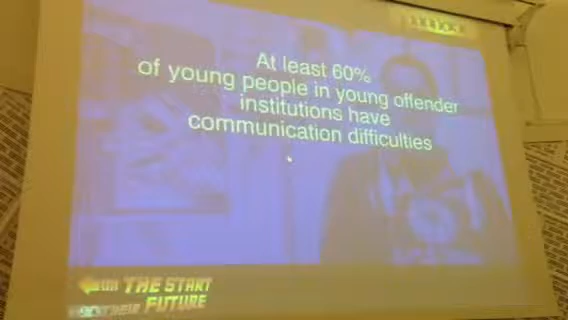 At least 60%
of young people in young offender
institutions have
communication difficulties
THE START
FUTURE